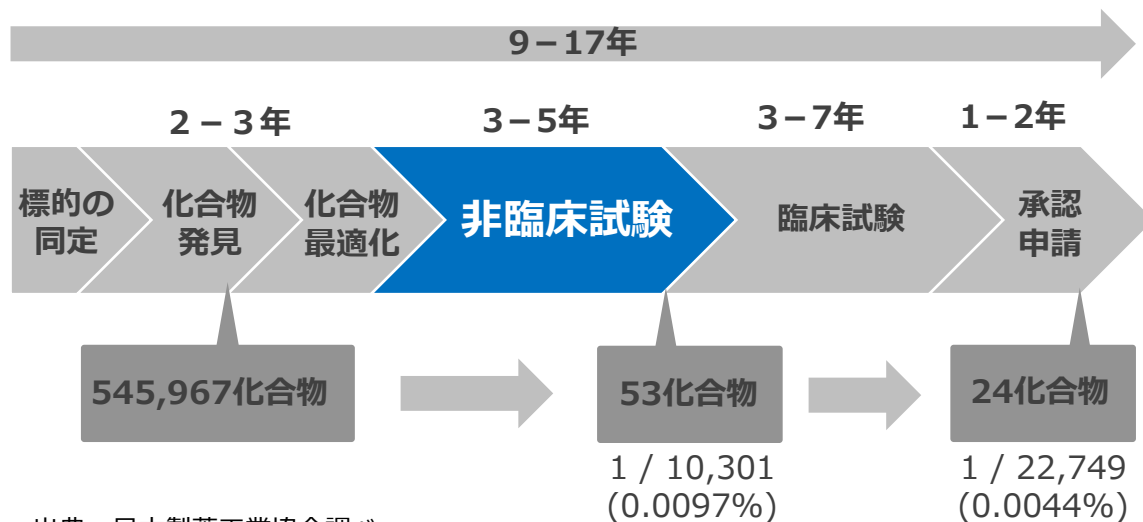 9－17年
2－3年
3－5年
3－7年
1－2年
標的の
同定
化合物
発見
化合物
最適化
非臨床試験
臨床試験
承認
申請
545,967化合物
53化合物
24化合物
1 / 10,301
(0.0097%)
1 / 22,749
(0.0044%)